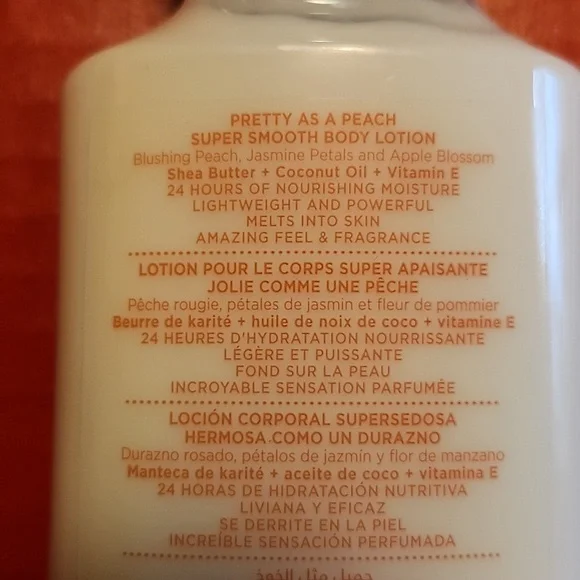 PRETTY AS A PEACH
SUPER SMOOTH BODY LOTION
Blushing Peach, Jasmine Petals and Apple Blossom
Shea Butter + Coconut Oil + Vitamin E
24 HOURS OF NOURISHING MOISTURE
LIGHTWEIGHT AND POWERFUL
MELTS INTO SKIN
AMAZING FEEL & FRAGRANCE
LOTION POUR LE CORPS SUPER APAISANTE
JOLIE COMME UNE PÊCHE
Pêche rougie, pétales de jasmin et fleur de pommier
Beurre de karité + huile de noix de coco + vitamine E
24 HEURES D'HYDRATATION NOURRISSANTE
LÉGÈRE ET PUISSANTE
FOND SUR LA PEAU
INCROYABLE SENSATION PARFUMÉE
LOCIÓN CORPORAL SUPERSEDOSA
HERMOSA COMO UN DURAZNO
Durazno rosado, pétalos de jazmín y flor de manzano
Manteca de karité + aceite de coco + vitamina E
24 HORAS DE HIDRATACIÓN NUTRITIVA
LIVIANA Y EFICAZ
SE DERRITE EN LA PIEL
INCREÍBLE SENSACIÓN PERFUMADA
جميل مثل الخوخ